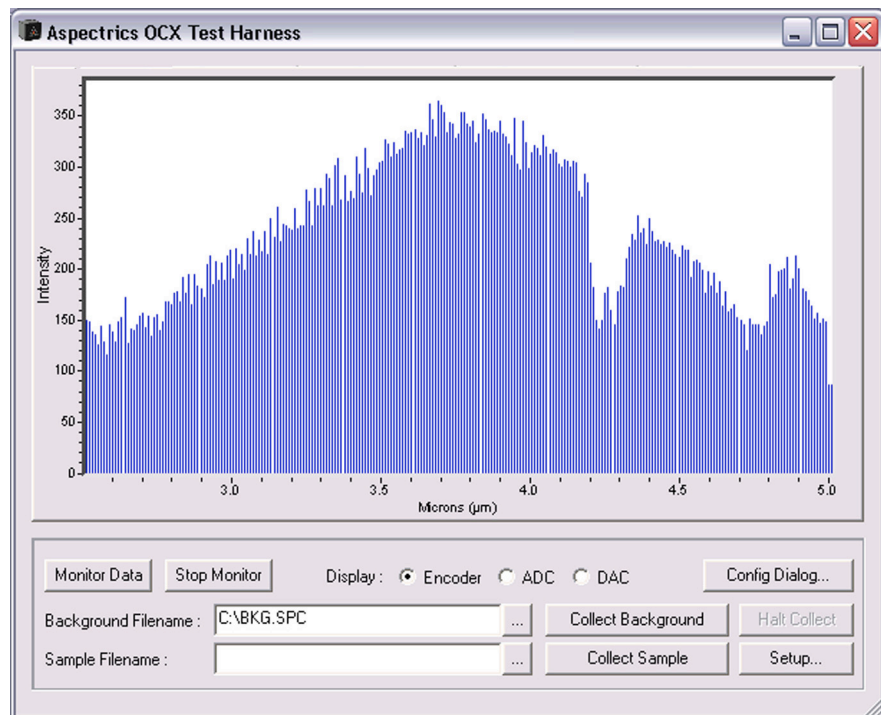 Aspectrics OCX Test Harness
350
300
250
200
150
100
50
0
Intensity
3.0 3.5 4.0 4.5 5.0
Microns (µm)
Monitor Data Stop Monitor Display : Encoder ADC DAC Config Dialog...
Background Filename : C:\BKG.SPC ... Collect Background Halt Collect
Sample Filename : ... Collect Sample Setup...